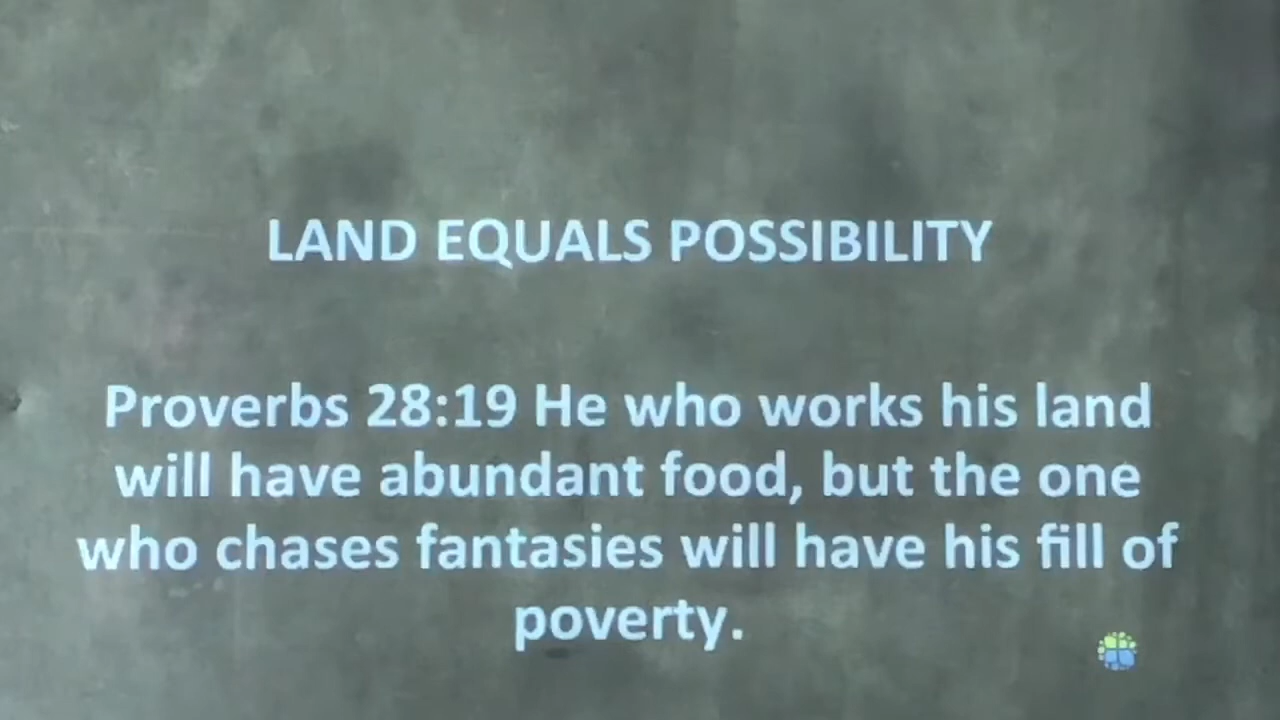 LAND EQUALS POSSIBILITY
Proverbs 28:19 He who works his land
will have abundant food, but the one
who chases fantasies will have his fill of
poverty.